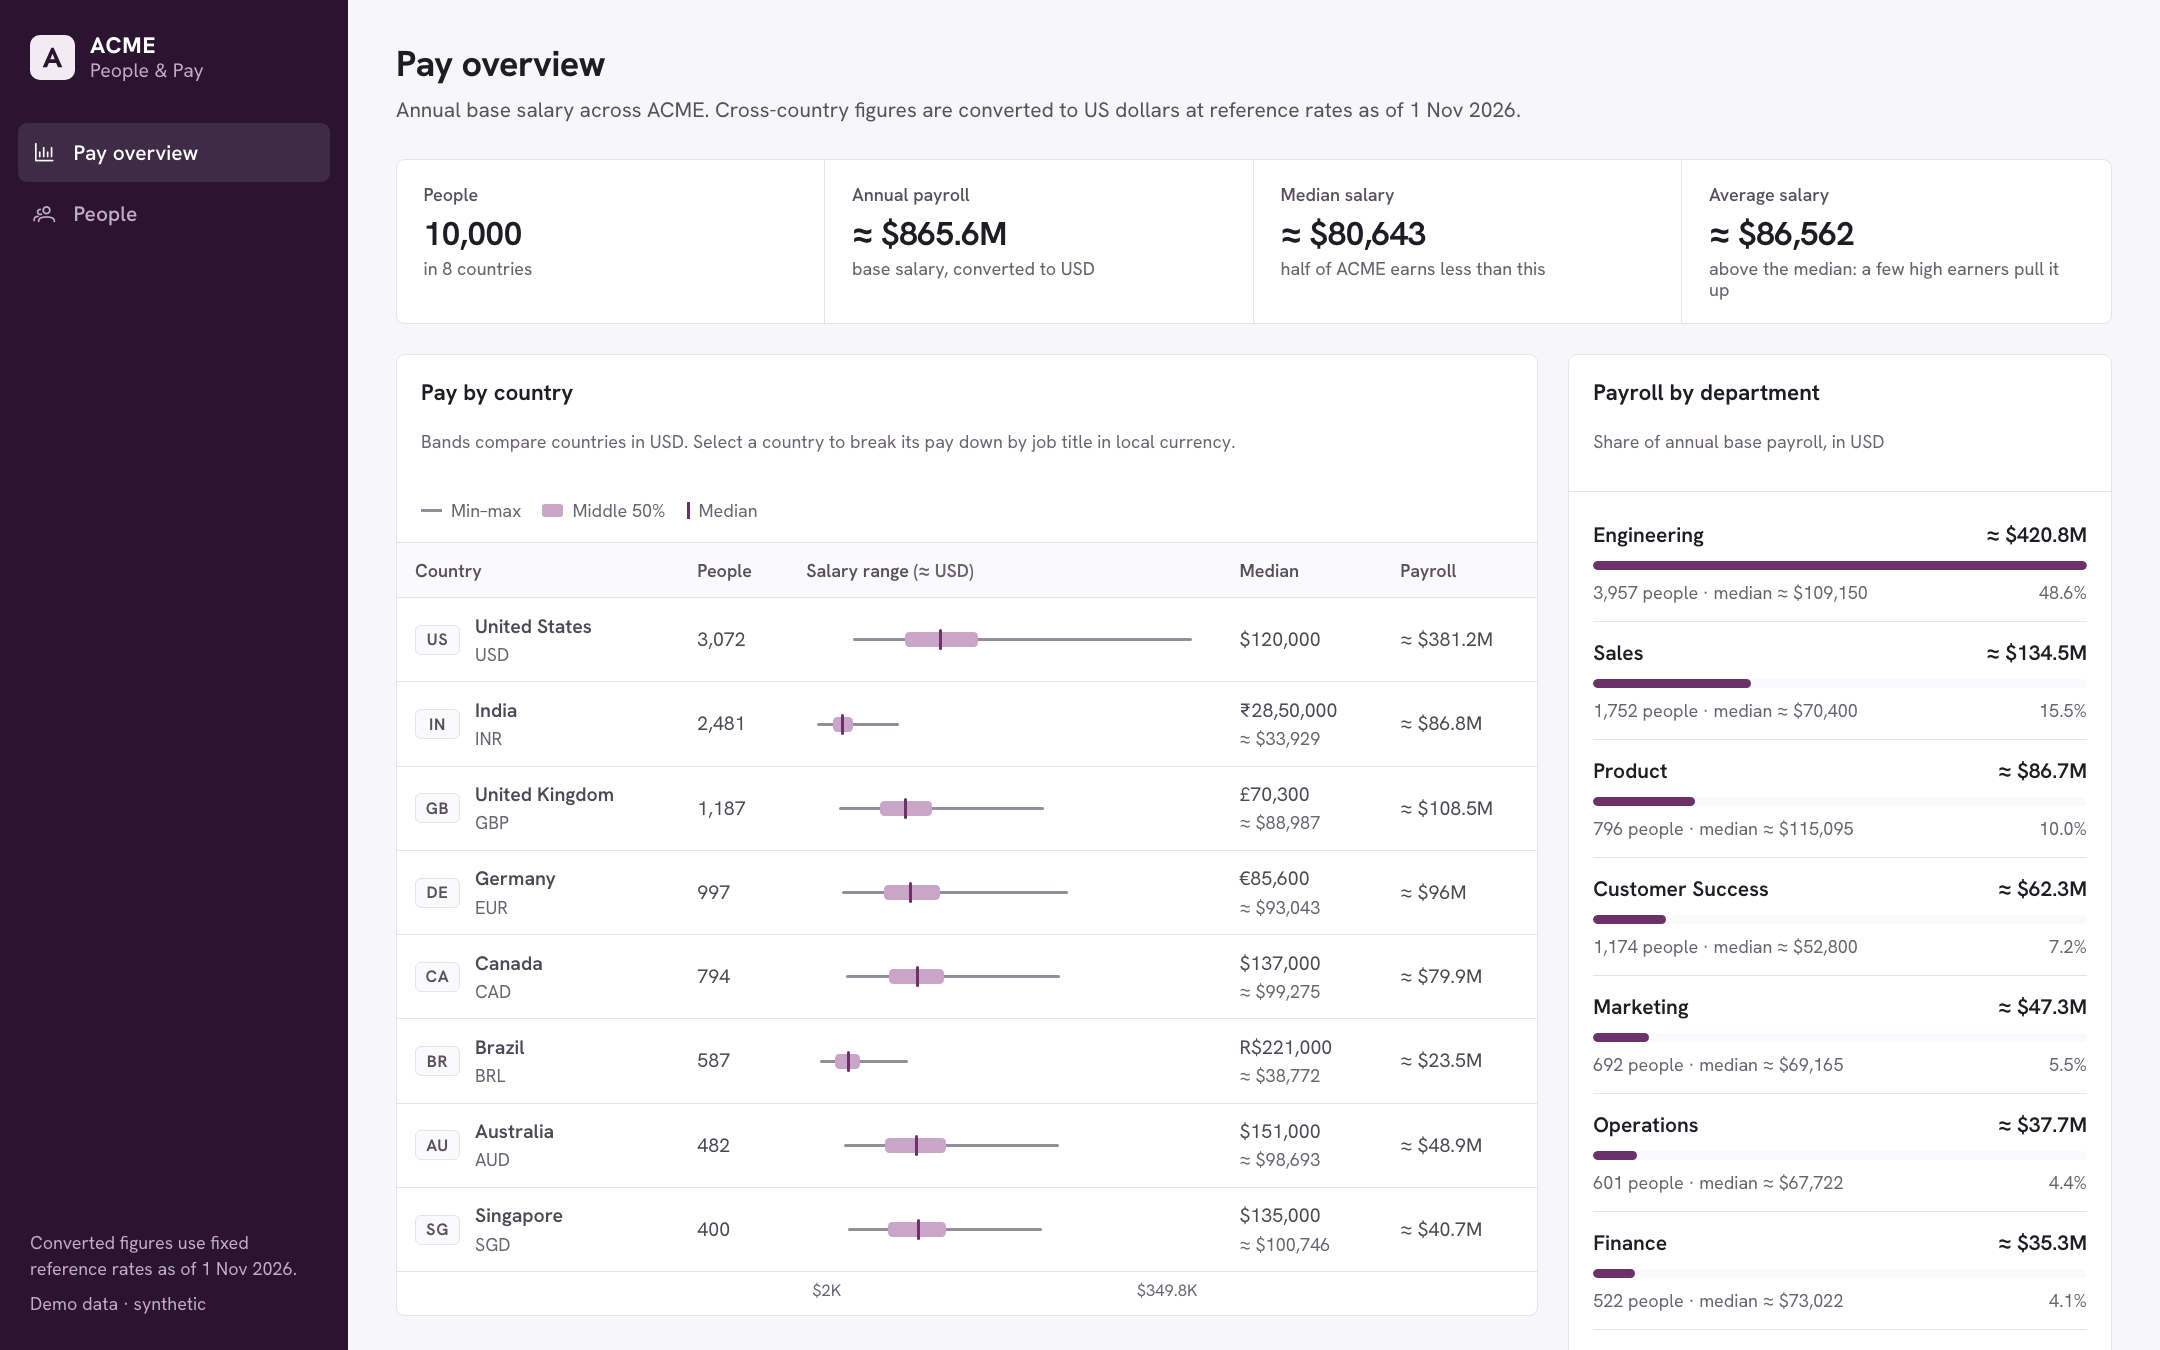 A
ACME
People & Pay
Pay overview
People
Converted figures use fixed
reference rates as of 1 Nov 2026.
Demo data · synthetic
Pay overview
Annual base salary across ACME. Cross-country figures are converted to US dollars at reference rates as of 1 Nov 2026.
People
10,000
in 8 countries
Annual payroll
≈ $865.6M
base salary, converted to USD
Median salary
≈ $80,643
half of ACME earns less than this
Average salary
≈ $86,562
above the median: a few high earners pull it
up
Pay by country
Bands compare countries in USD. Select a country to break its pay down by job title in local currency.
Min–max Middle 50% Median
Country People Salary range (≈ USD) Median Payroll
US United States USD 3,072 $120,000 ≈ $381.2M
IN India INR 2,481 ₹28,50,000 ≈ $33,929 ≈ $86.8M
GB United Kingdom GBP 1,187 £70,300 ≈ $88,987 ≈ $108.5M
DE Germany EUR 997 €85,600 ≈ $93,043 ≈ $96M
CA Canada CAD 794 $137,000 ≈ $99,275 ≈ $79.9M
BR Brazil BRL 587 R$221,000 ≈ $38,772 ≈ $23.5M
AU Australia AUD 482 $151,000 ≈ $98,693 ≈ $48.9M
SG Singapore SGD 400 $135,000 ≈ $100,746 ≈ $40.7M
$2K $349.8K
Payroll by department
Share of annual base payroll, in USD
Engineering ≈ $420.8M
3,957 people · median ≈ $109,150 48.6%
Sales ≈ $134.5M
1,752 people · median ≈ $70,400 15.5%
Product ≈ $86.7M
796 people · median ≈ $115,095 10.0%
Customer Success ≈ $62.3M
1,174 people · median ≈ $52,800 7.2%
Marketing ≈ $47.3M
692 people · median ≈ $69,165 5.5%
Operations ≈ $37.7M
601 people · median ≈ $67,722 4.4%
Finance ≈ $35.3M
522 people · median ≈ $73,022 4.1%